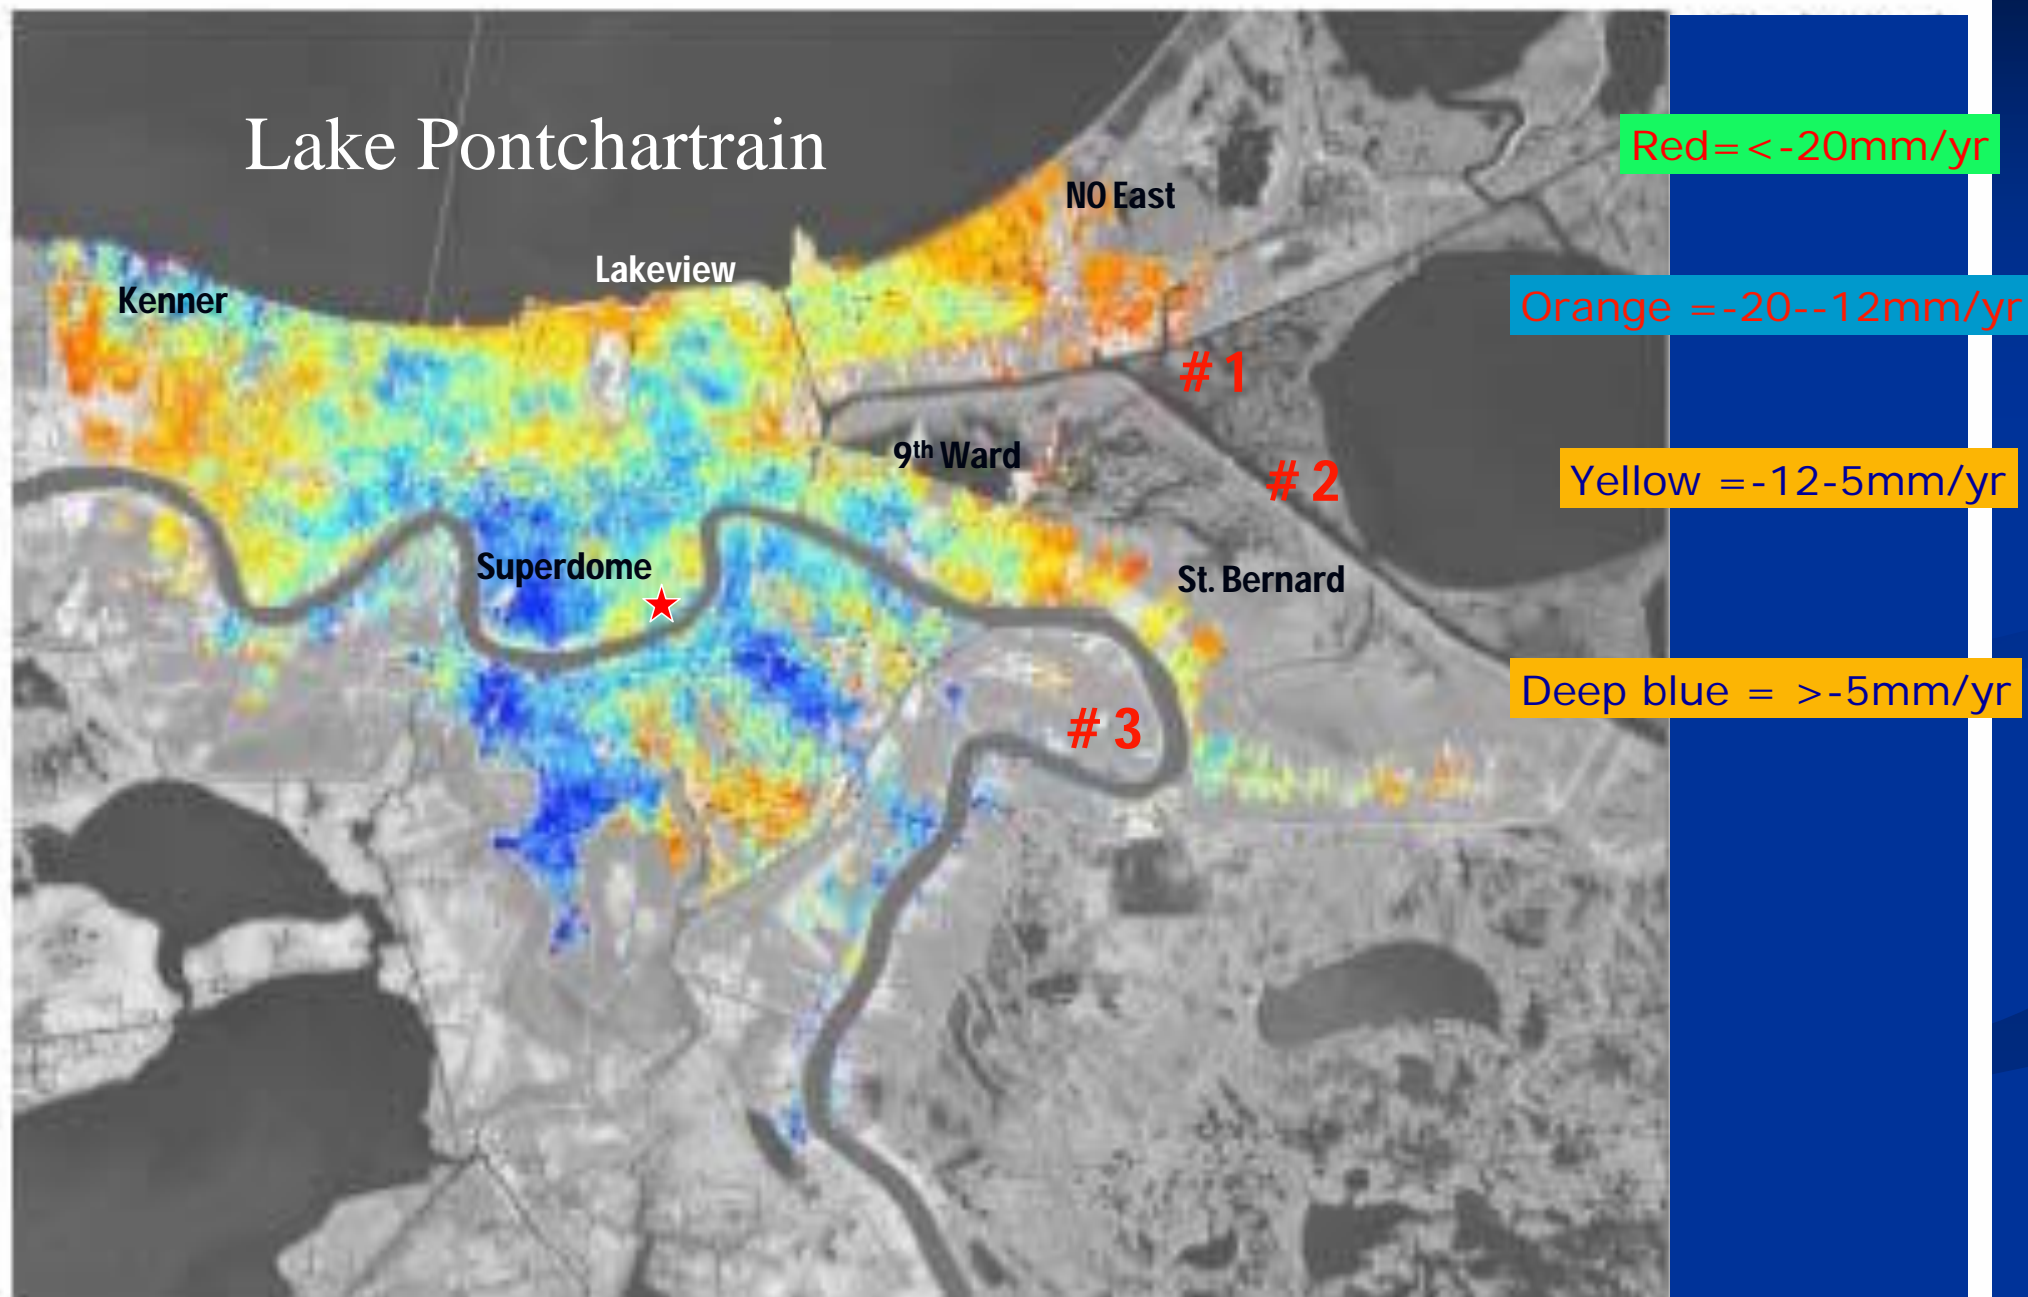 Lake Pontchartrain
Red=<-20mm/yr
NO East
Lakeview
Kenner
Orange =-20--12mm/yr
#1
9th Ward
#2
Yellow =-12-5mm/yr
Superdome
St. Bernard
Deep blue = >-5mm/yr
#3